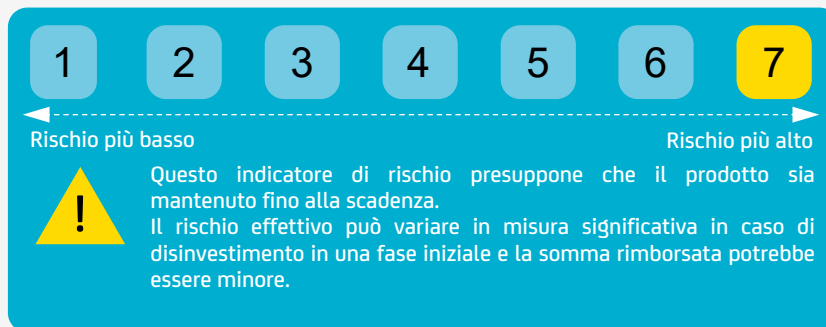 1 2 3 4 5 6 7
Rischio più basso Rischio più alto
Questo indicatore di rischio presuppone che il prodotto sia
mantenuto fino alla scadenza.
!
Il rischio effettivo può variare in misura significativa in caso di
disinvestimento in una fase iniziale e la somma rimborsata potrebbe
essere minore.